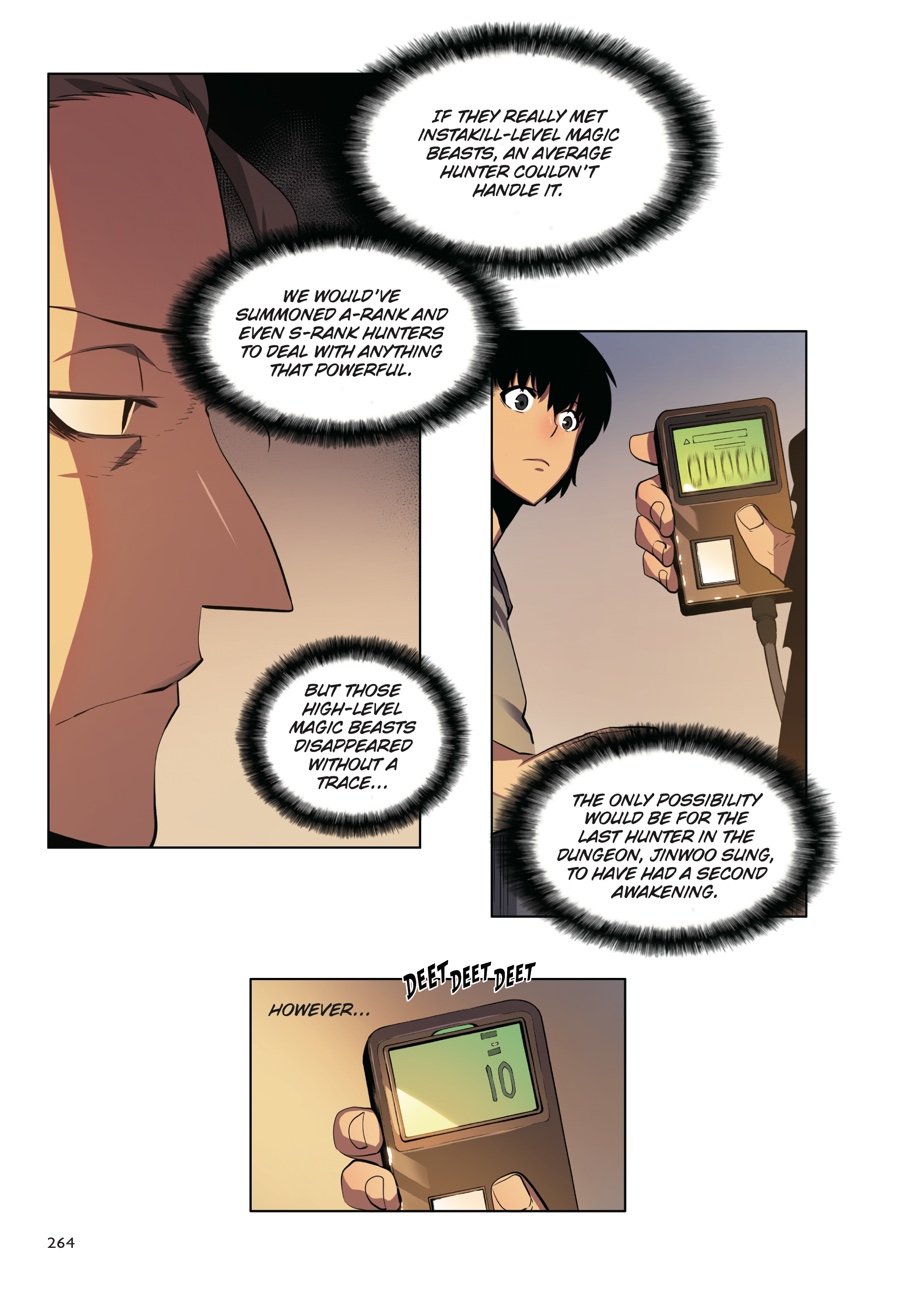 IF THEY REALLY MET
INSTAKILL-LEVEL MAGIC
BEASTS, AN AVERAGE
HUNTER COULDN'T
HANDLE IT.
WE WOULD'VE
SUMMONED A-RANK AND
EVEN S-RANK HUNTERS
TO DEAL WITH ANYTHING
THAT POWERFUL.
BUT THOSE
HIGH-LEVEL
MAGIC BEASTS
DISAPPEARED
WITHOUT A
TRACE...
00000
THE ONLY POSSIBILITY
WOULD BE FOR THE
LAST HUNTER IN THE
DUNGEON, JINWOO SUNG,
TO HAVE HAD A SECOND
AWAKENING.
DEET DEET DEET
HOWEVER...
10
264